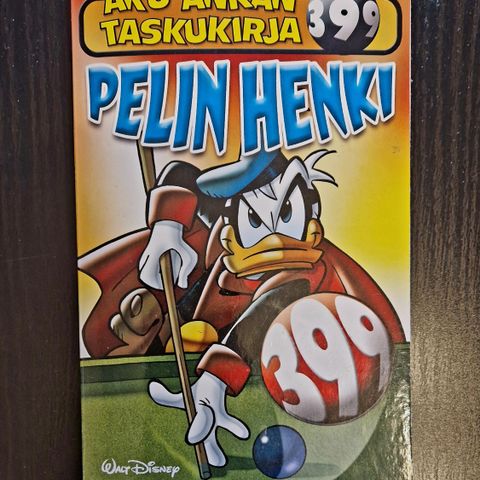 AKU ANKAN
TASKUKIRJA 399
PELIN HENKI
399
WALT DISNEY